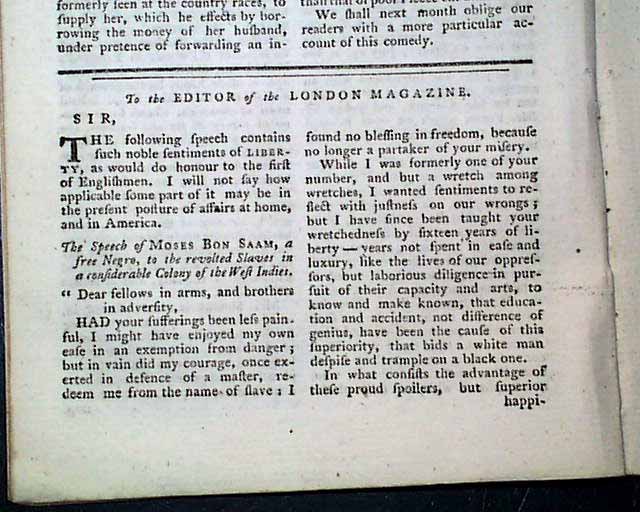 formerly seen at the country races, to
supply her, which he effects by bor-
rowing the money of her husband,
under pretence of forwarding an in-
We shall next month oblige our
readers with a more particular ac-
count of this comedy.
To the EDITOR of the LONDON MAGAZINE.
SIR,
THE following speech contains
such noble sentiments of LIBER-
TY, as would do honour to the first
of Englishmen. I will not say how
applicable some part of it may be in
the present posture of affairs at home,
and in America.
The Speech of MOSES BON SAAM, a
free Negro, to the revolted Slaves in
a considerable Colony of the West Indies.
“ Dear fellows in arms, and brothers
in adversity,
HAD your sufferings been less pain-
ful, I might have enjoyed my own
ease in an exemption from danger;
but in vain did my courage, once ex-
erted in defence of a master, re-
deem me from the name of slave: I
found no blessing in freedom, because
no longer a partaker of your misery.
While I was formerly one of your
number, and but a wretch among
wretches, I wanted sentiments to re-
flect with justness on our wrongs;
but I have since been taught your
wretchedness by sixteen years of li-
berty — years not spent in ease and
luxury, like the lives of our oppres-
sors, but laborious diligence in pur-
suit of their capacity and arts, to
know and make known, that educa-
tion and accident, not difference of
genius, have been the cause of this
superiority, that bids a white man
despise and trample on a black one.
In what consists the advantage of
these proud spoilers, but superior
happi-